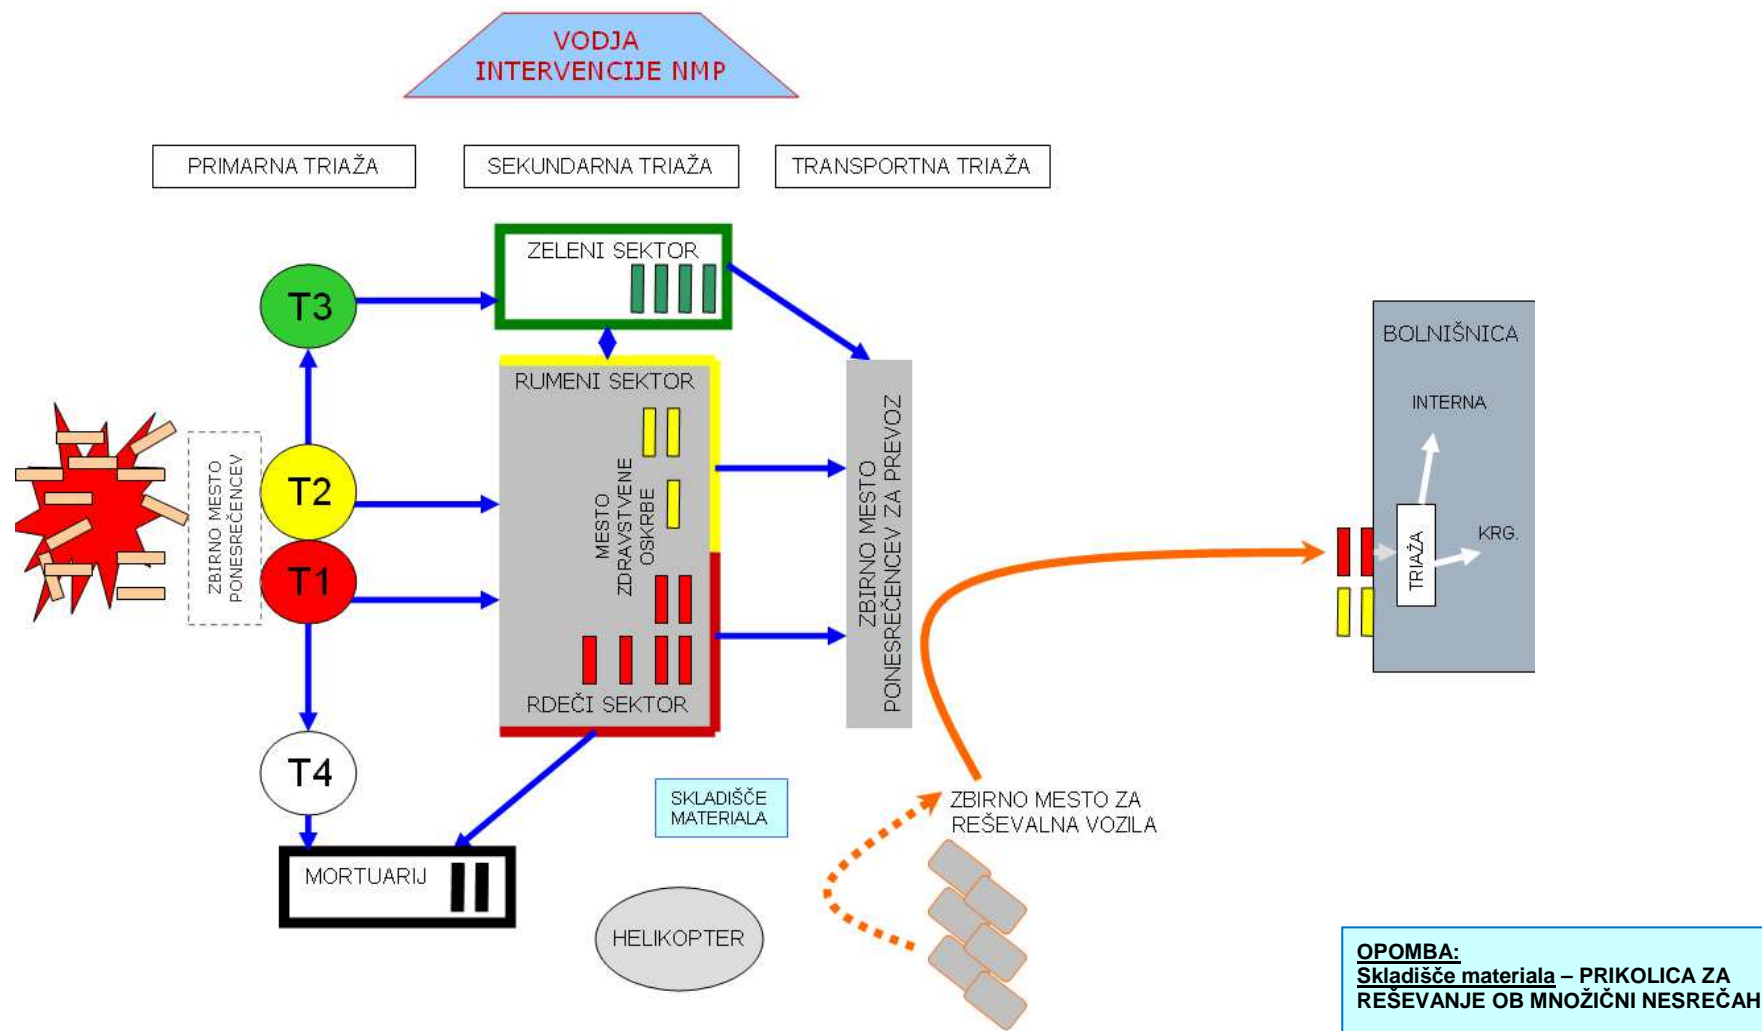 VODJA
INTERVENCIJE NMP
PRIMARNA TRIAŽA
SEKUNDARNA TRIAŽA
TRANSPORTNA TRIAŽA
ZELENI SEKTOR
T3
RUMENI SEKTOR
ZBIRNO MESTO
PONESREČENCEV
T2
T1
MESTO
ZDRAVSTVENE
OSKRBE
RDEČI SEKTOR
ZBIRNO MESTO
PONESREČENCEV ZA PREVOZ
BOLNIŠNICA
INTERNA
TRIAŽA
KRG.
T4
SKLADIŠČE
MATERIALA
ZBIRNO MESTO ZA
REŠEVALNA VOZILA
MORTUARIJ
HELIKOPTER
OPOMBA:
Skladišče materiala – PRIKOLICA ZA
REŠEVANJE OB MNOŽIČNI NESREČAH